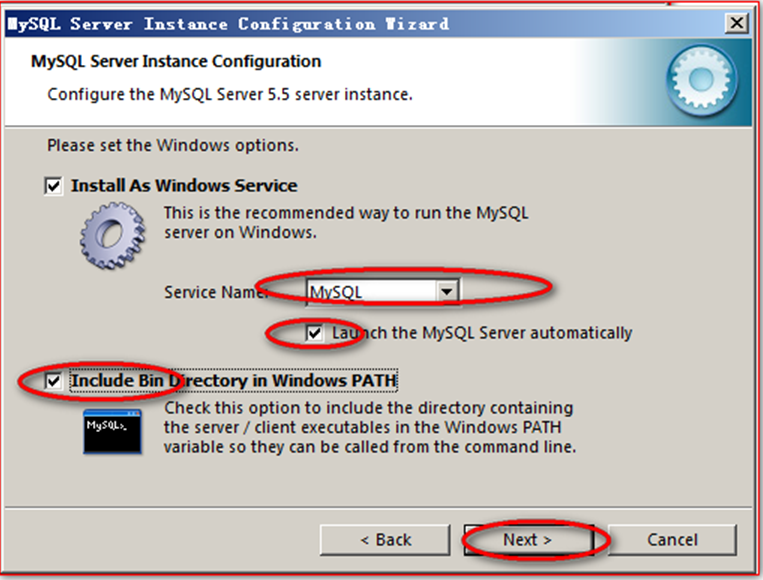 MySQL Server Instance Configuration Wizard
MySQL Server Instance Configuration
Configure the MySQL Server 5.5 server instance.
Please set the Windows options.
Install As Windows Service
This is the recommended way to run the MySQL
server on Windows.
Service Name: MySQL
Launch the MySQL Server automatically
Include Bin Directory in Windows PATH
MySQL>_
Check this option to include the directory containing
the server / client executables in the Windows PATH
variable so they can be called from the command line.
< Back Next > Cancel